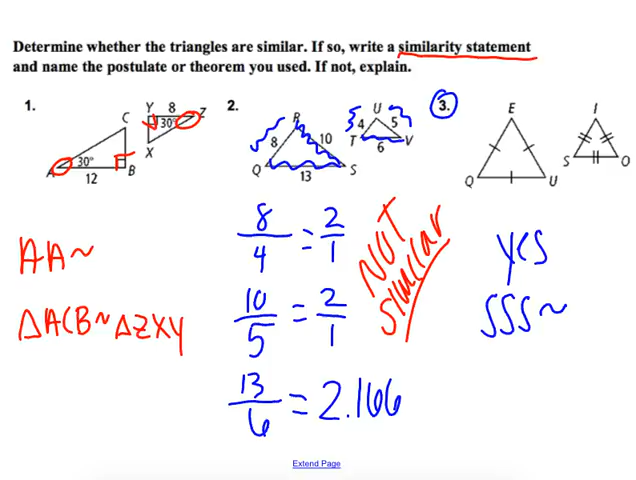 Determine whether the triangles are similar. If so, write a similarity statement
and name the postulate or theorem you used. If not, explain.
1.
Y 8 Z
30°
X
C
30°
A 12 B
2.
R
8 10
Q 13 S
U
4 5
T 6 V
3.
E
Q U
I
S O
AA~
△ACB~△ZXY
8/4 = 2/1
10/5 = 2/1
13/6 = 2.166
NOT
Similar
YES
SSS~
Extend Page